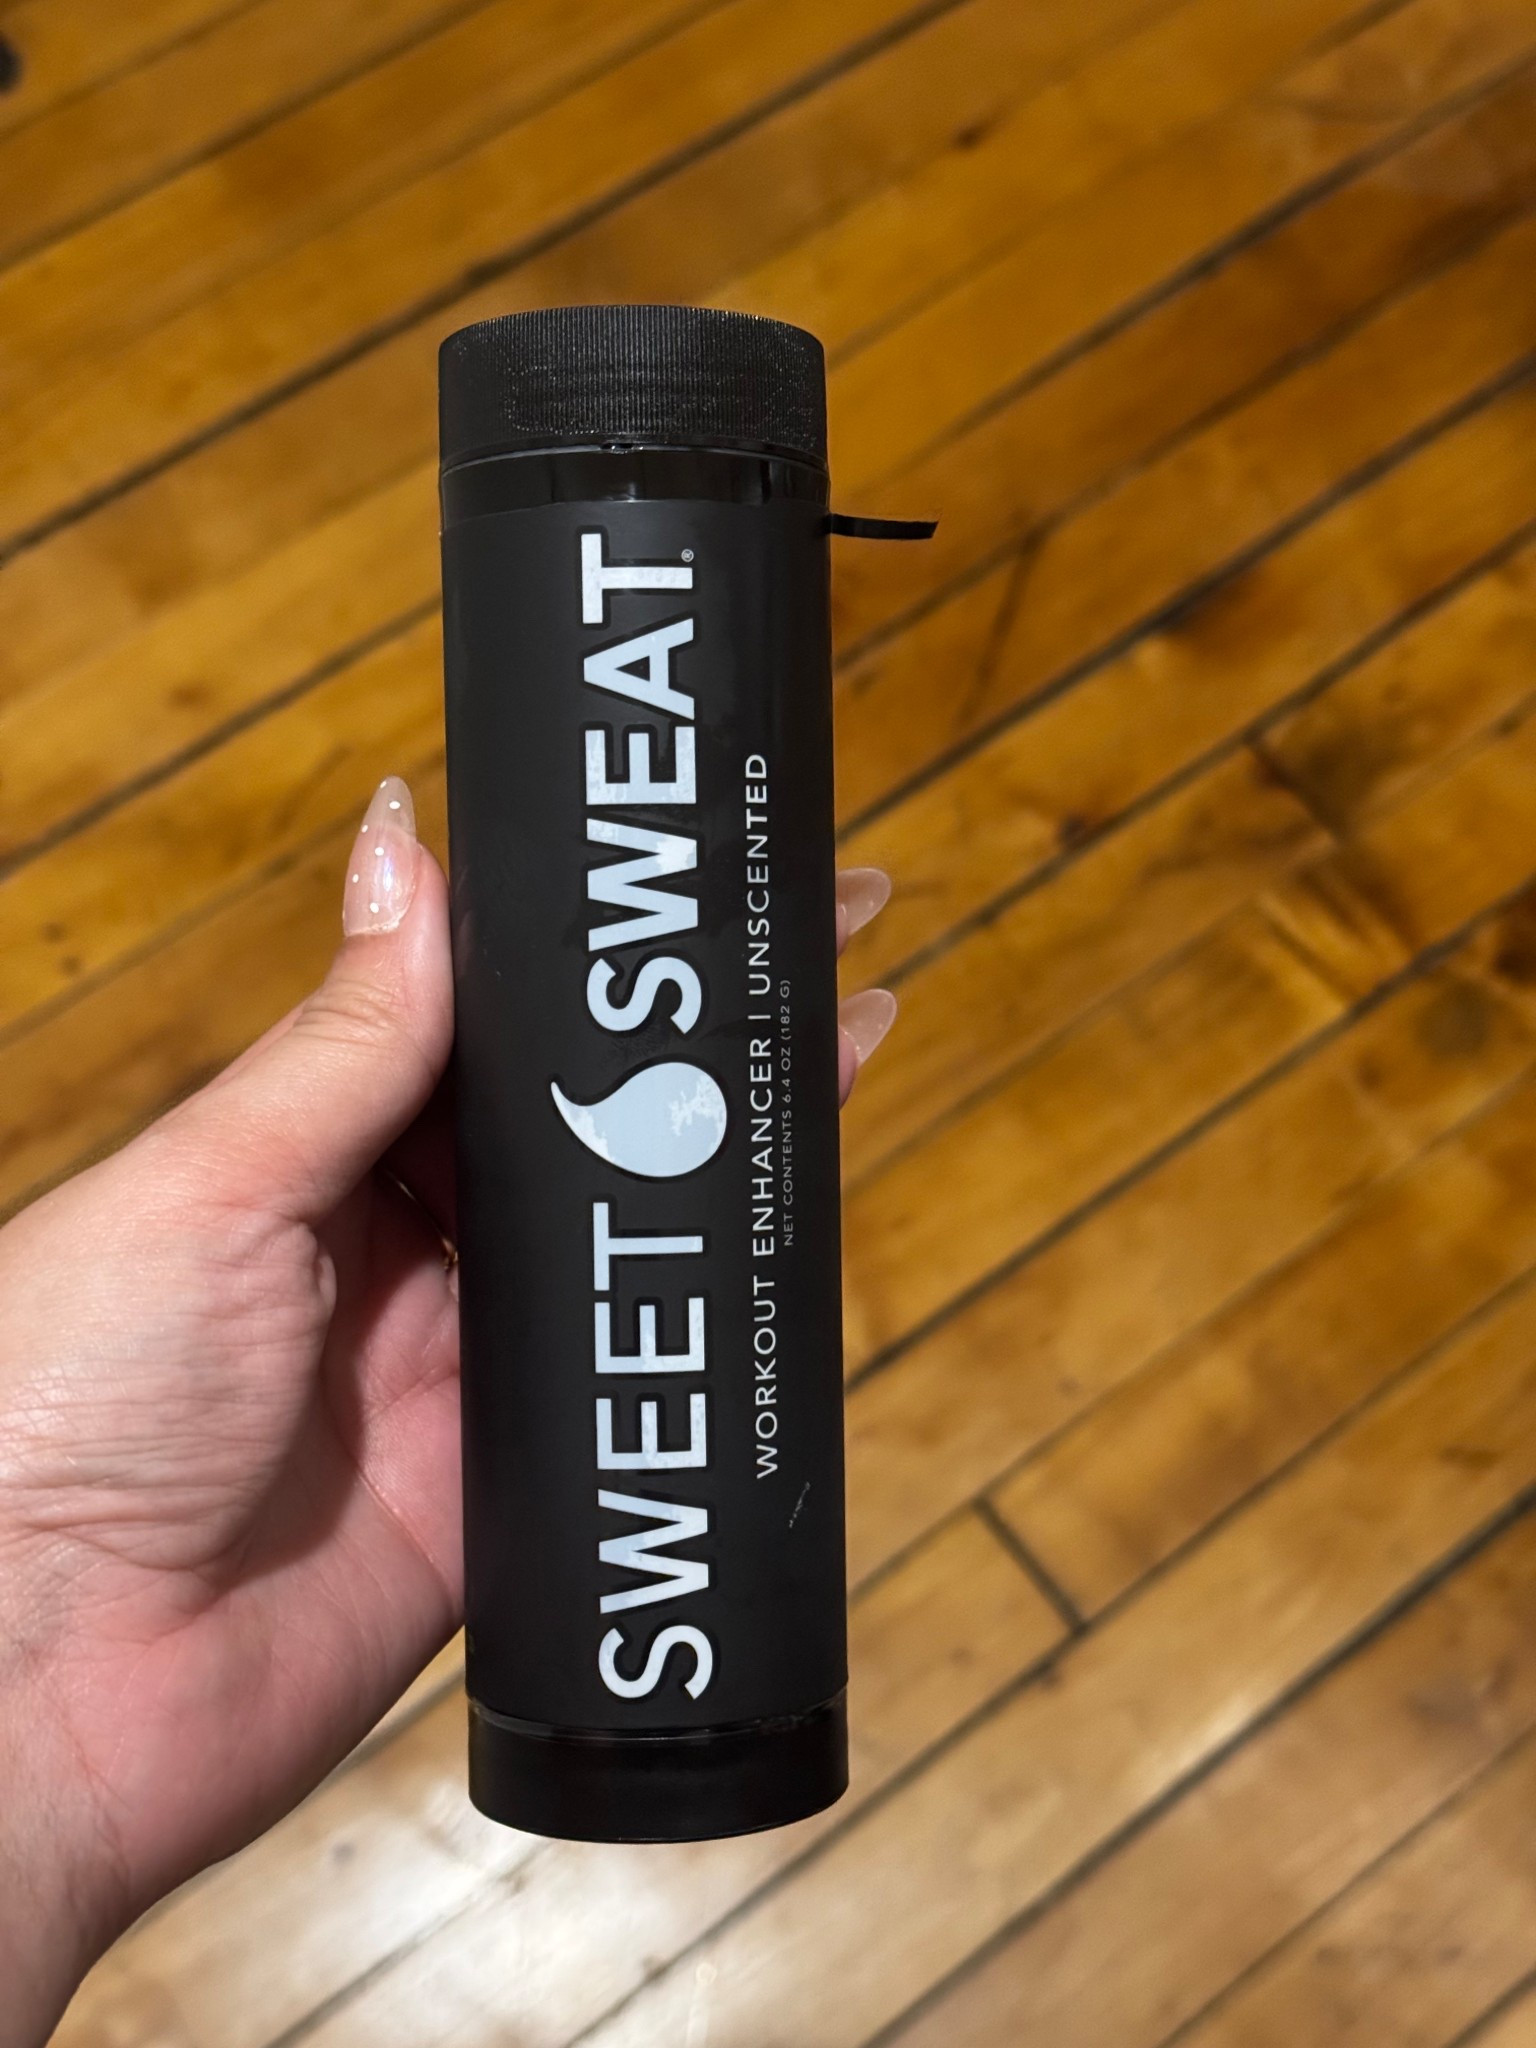 SWEET SWEAT®
WORKOUT ENHANCER | UNSCENTED
NET CONTENTS 6.4 OZ (182 G)